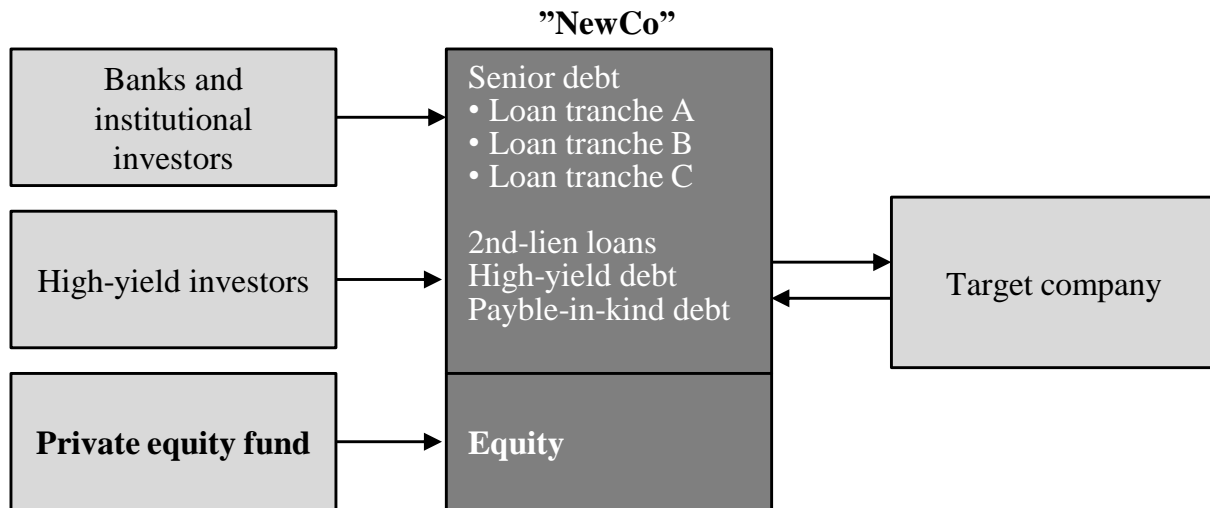 ”NewCo”
Banks and
institutional
investors
Senior debt
• Loan tranche A
• Loan tranche B
• Loan tranche C
High-yield investors
2nd-lien loans
High-yield debt
Payble-in-kind debt
Target company
Private equity fund
Equity